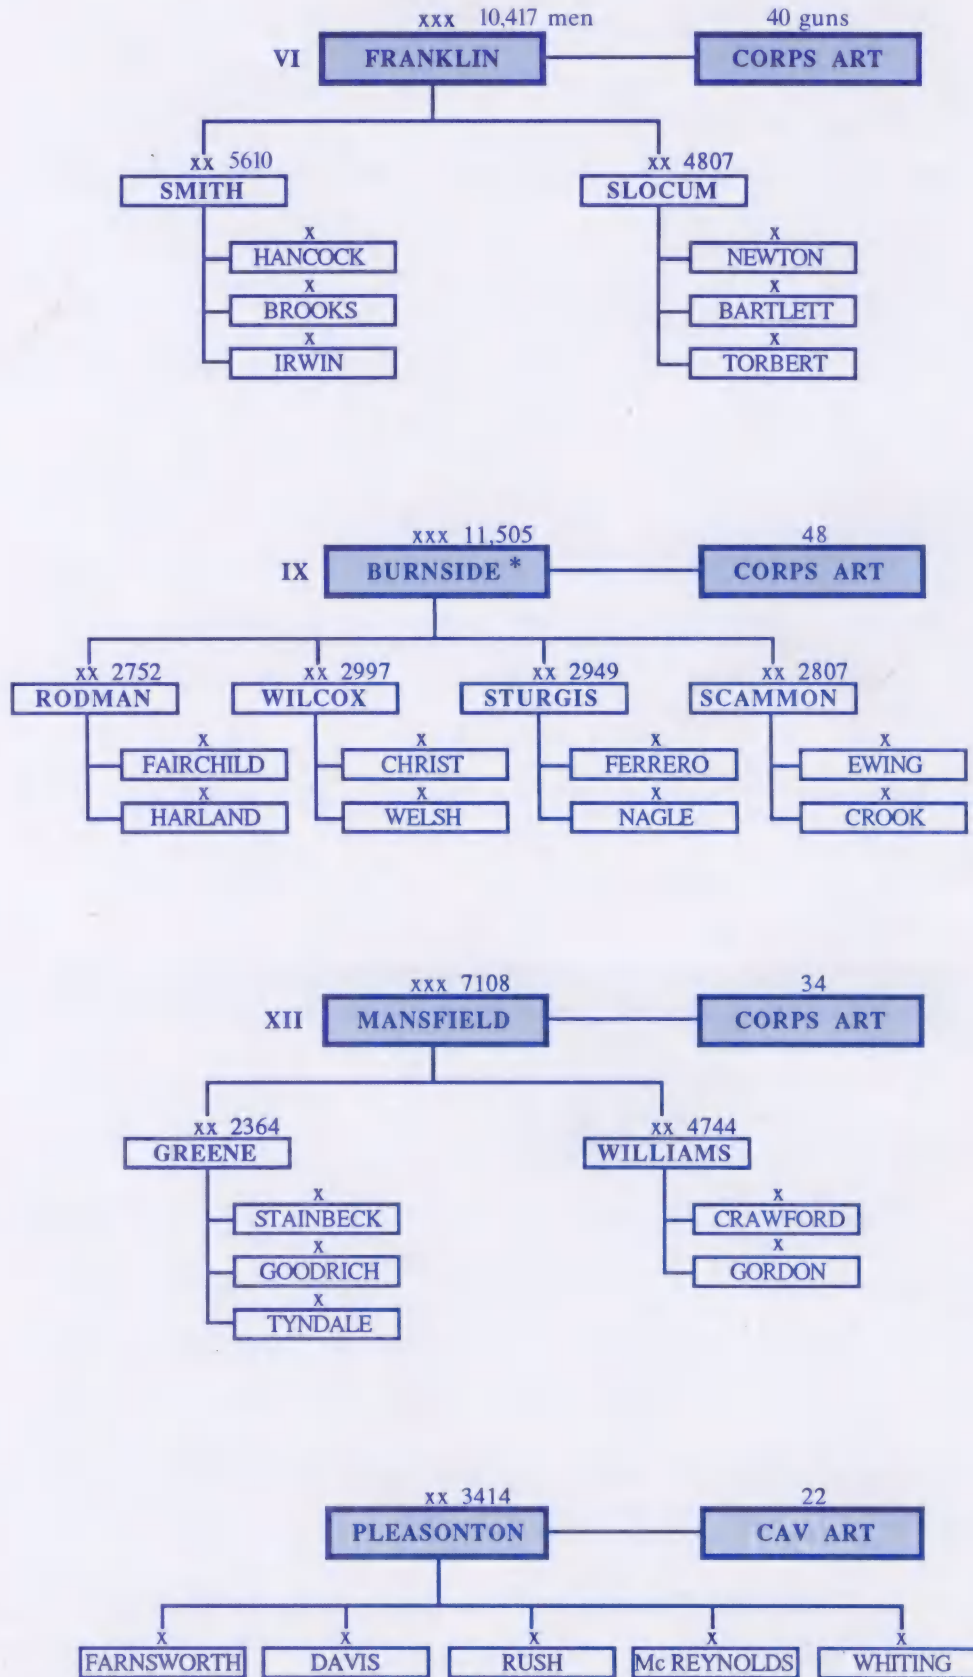 xxx 10,417 men 40 guns
VI FRANKLIN CORPS ART
xx 5610 xx 4807
SMITH SLOCUM
x x
HANCOCK NEWTON
x x
BROOKS BARTLETT
x x
IRWIN TORBERT
xxx 11,505 48
IX BURNSIDE * CORPS ART
xx 2752 xx 2997 xx 2949 xx 2807
RODMAN WILCOX STURGIS SCAMMON
x x x x
FAIRCHILD CHRIST FERRERO EWING
x x x x
HARLAND WELSH NAGLE CROOK
xxx 7108 34
XII MANSFIELD CORPS ART
xx 2364 xx 4744
GREENE WILLIAMS
x x
STAINBECK CRAWFORD
x x
GOODRICH GORDON
x
TYNDALE
xx 3414 22
PLEASONTON CAV ART
x x x x x
FARNSWORTH DAVIS RUSH Mc REYNOLDS WHITING